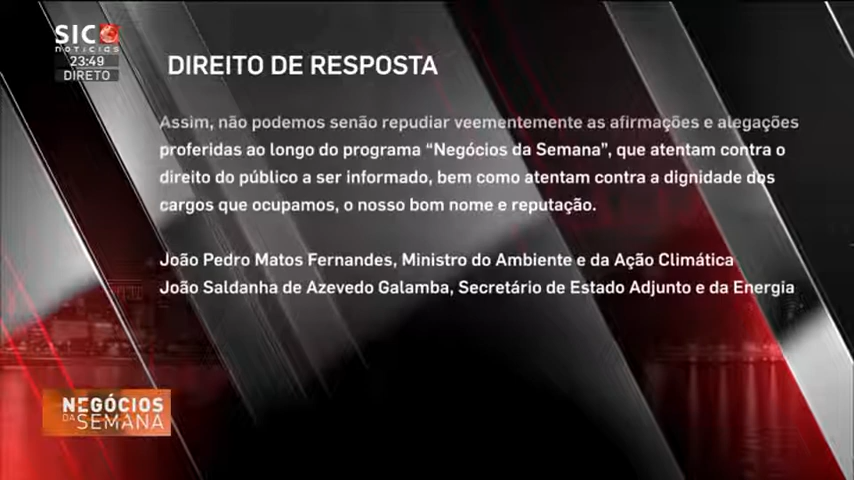 SIC
notícias
23:49
DIRETO
DIREITO DE RESPOSTA
Assim, não podemos senão repudiar veementemente as afirmações e alegações
proferidas ao longo do programa “Negócios da Semana”, que atentam contra o
direito do público a ser informado, bem como atentam contra a dignidade dos
cargos que ocupamos, o nosso bom nome e reputação.
João Pedro Matos Fernandes, Ministro do Ambiente e da Ação Climática
João Saldanha de Azevedo Galamba, Secretário de Estado Adjunto e da Energia
NEGÓCIOS
DA SEMANA